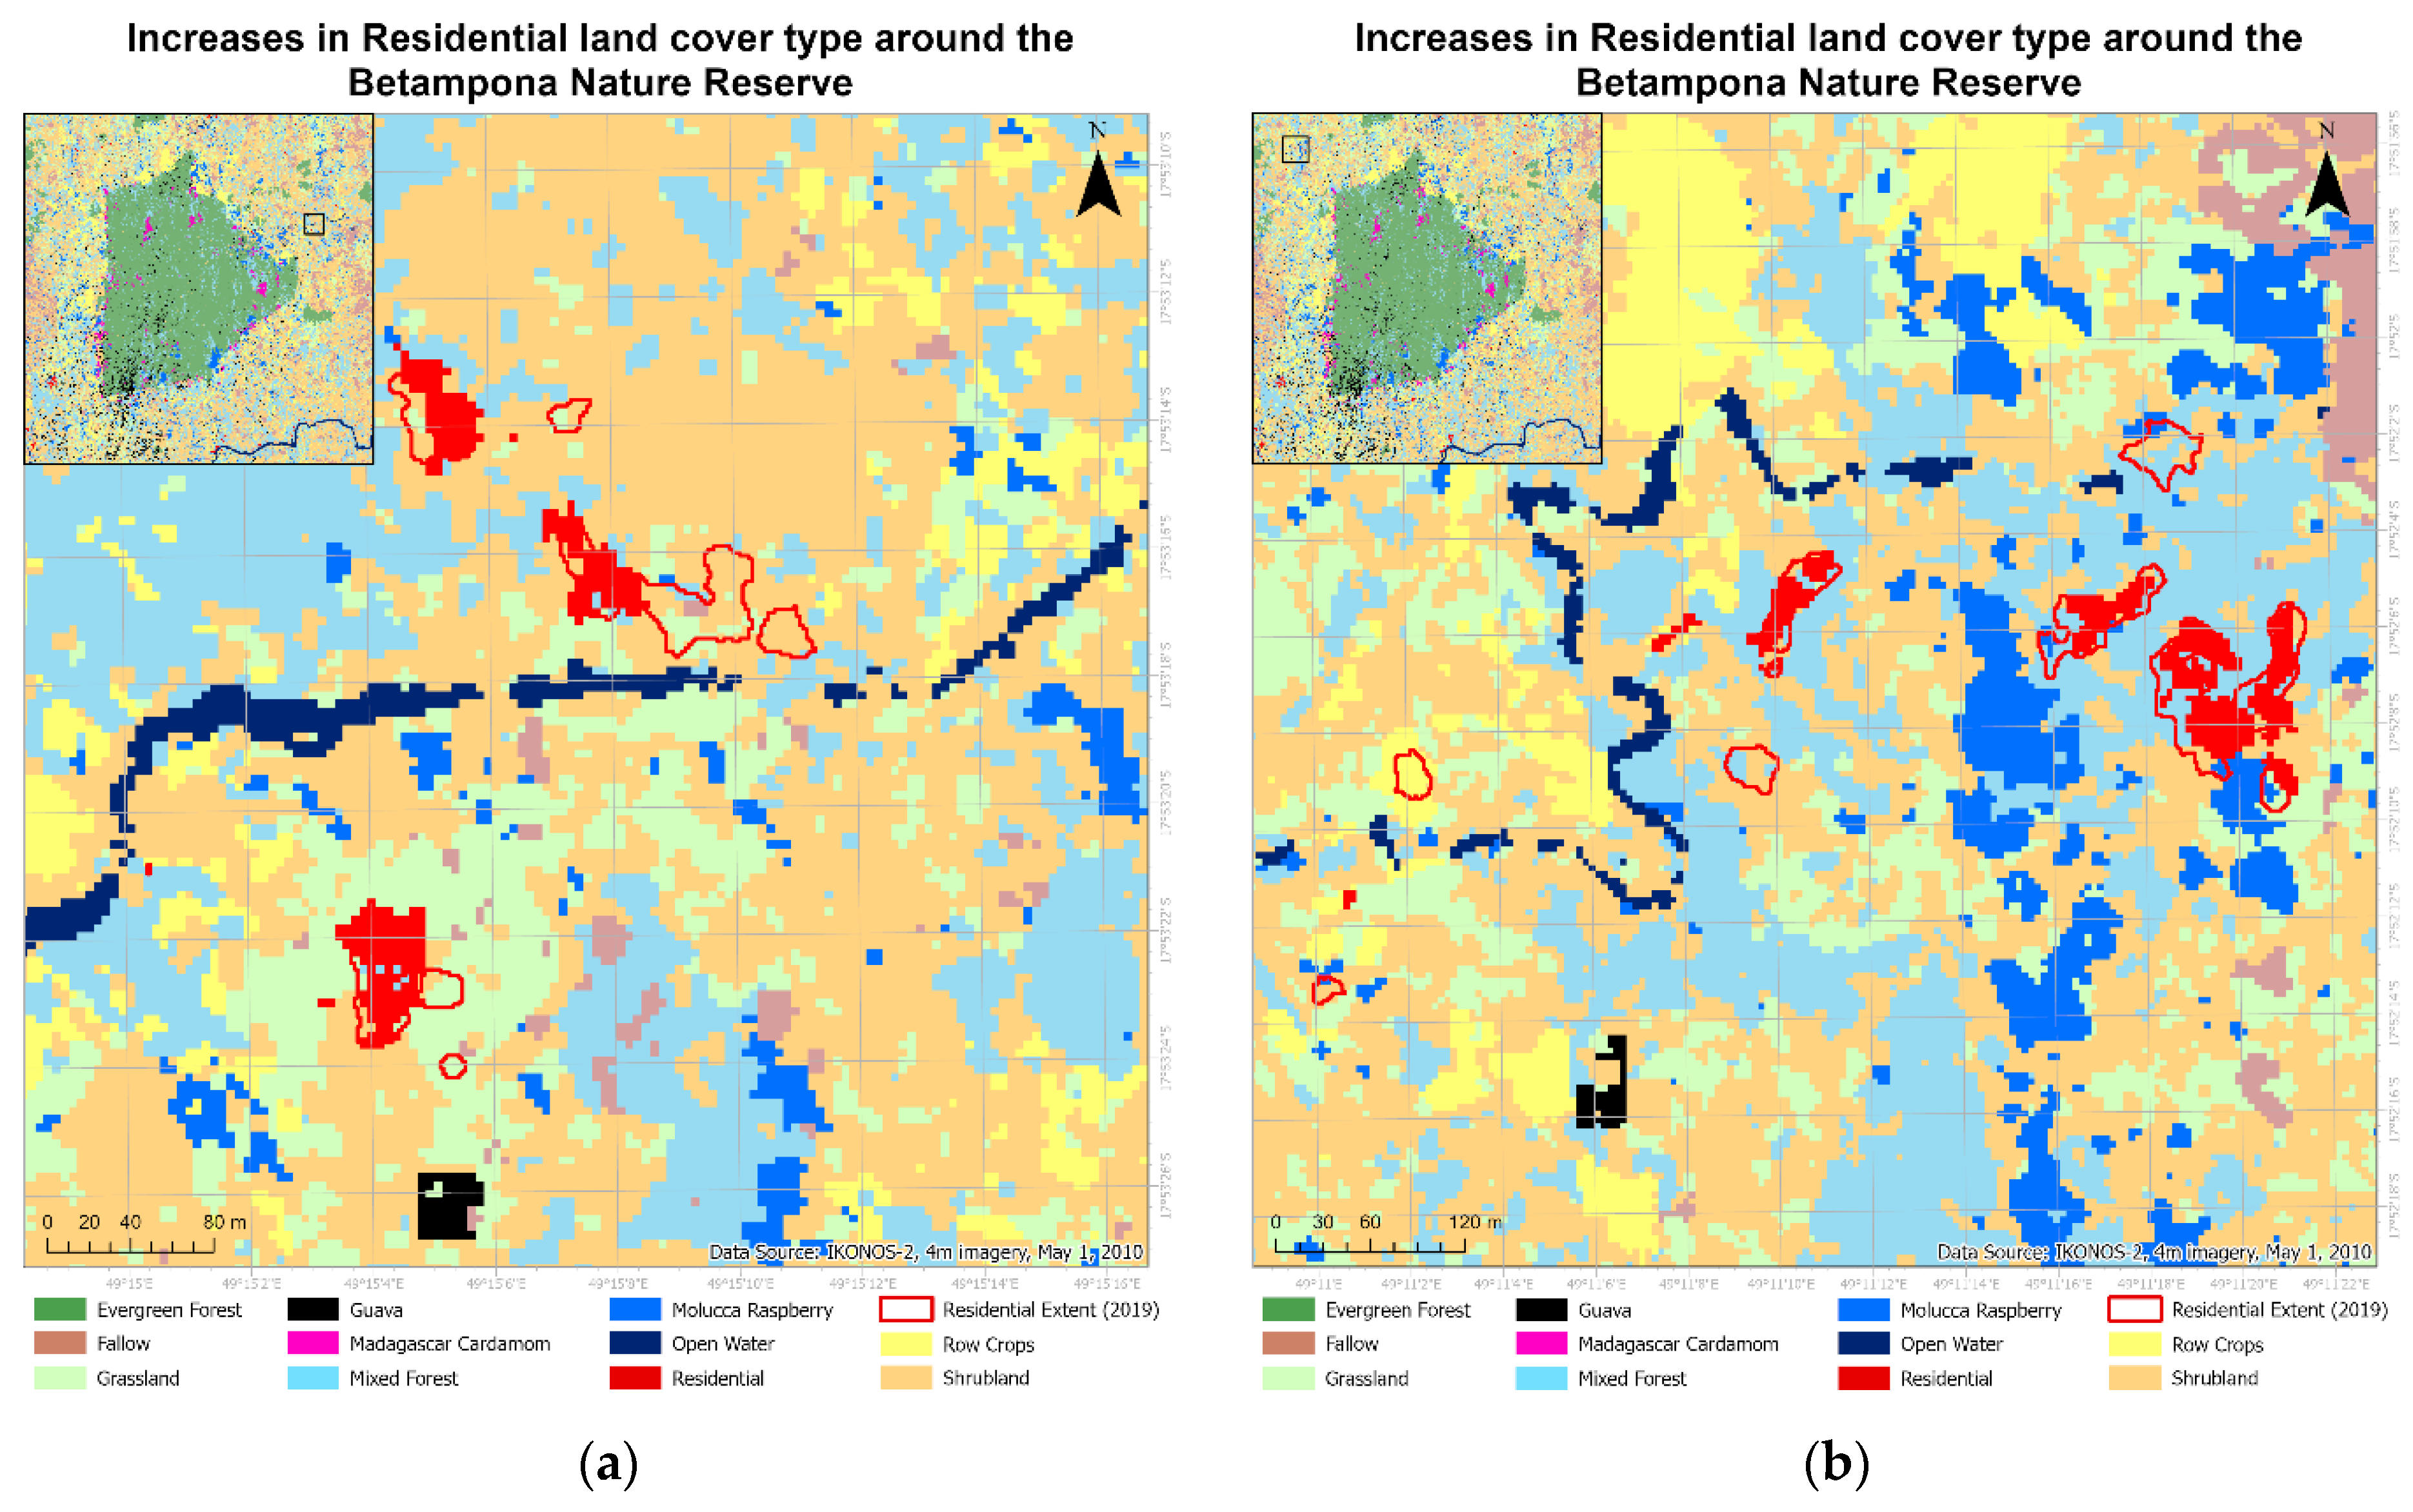 Increases in Residential land cover type around the
Betampona Nature Reserve
N
17°53'10"S
17°53'12"S
17°53'14"S
17°53'16"S
17°53'18"S
17°53'20"S
17°53'22"S
17°53'24"S
17°53'26"S
0 20 40 80 m
Data Source: IKONOS-2, 4m imagery, May 1, 2010
49°15'E 49°15'2"E 49°15'4"E 49°15'6"E 49°15'8"E 49°15'10"E 49°15'12"E 49°15'14"E 49°15'16"E
Evergreen Forest Guava Molucca Raspberry Residential Extent (2019)
Fallow Madagascar Cardamom Open Water Row Crops
Grassland Mixed Forest Residential Shrubland
(a)
Increases in Residential land cover type around the
Betampona Nature Reserve
N
17°51'56"S
17°51'58"S
17°52'S
17°52'2"S
17°52'4"S
17°52'6"S
17°52'8"S
17°52'10"S
17°52'12"S
17°52'14"S
17°52'16"S
17°52'18"S
0 30 60 120 m
Data Source: IKONOS-2, 4m imagery, May 1, 2010
49°11'E 49°11'2"E 49°11'4"E 49°11'6"E 49°11'8"E 49°11'10"E 49°11'12"E 49°11'14"E 49°11'16"E 49°11'18"E 49°11'20"E 49°11'22"E
Evergreen Forest Guava Molucca Raspberry Residential Extent (2019)
Fallow Madagascar Cardamom Open Water Row Crops
Grassland Mixed Forest Residential Shrubland
(b)